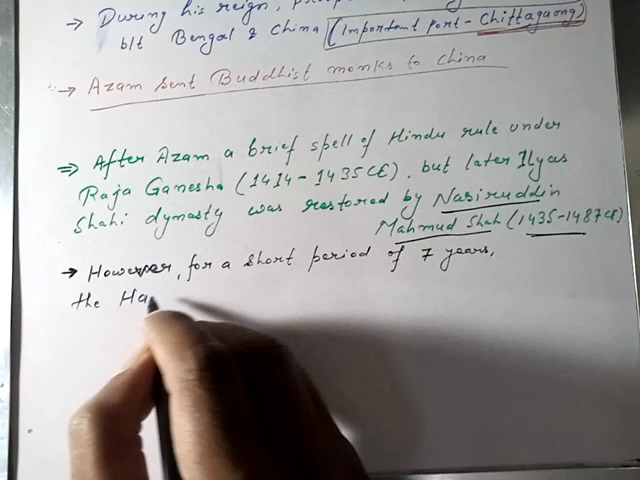 → During his reign,
b/t Bengal & China (Important port - Chittagaong)
→ Azam sent Buddhist monks to China
⇒ After Azam a brief spell of Hindu rule under
Raja Ganesha (1414 - 1435 CE), but later Ilyas
Shahi dynasty was restored by Nasiruddin
Mahmud Shah (1435-1487 CE)
→ However, for a short period of 7 years,
the Ha